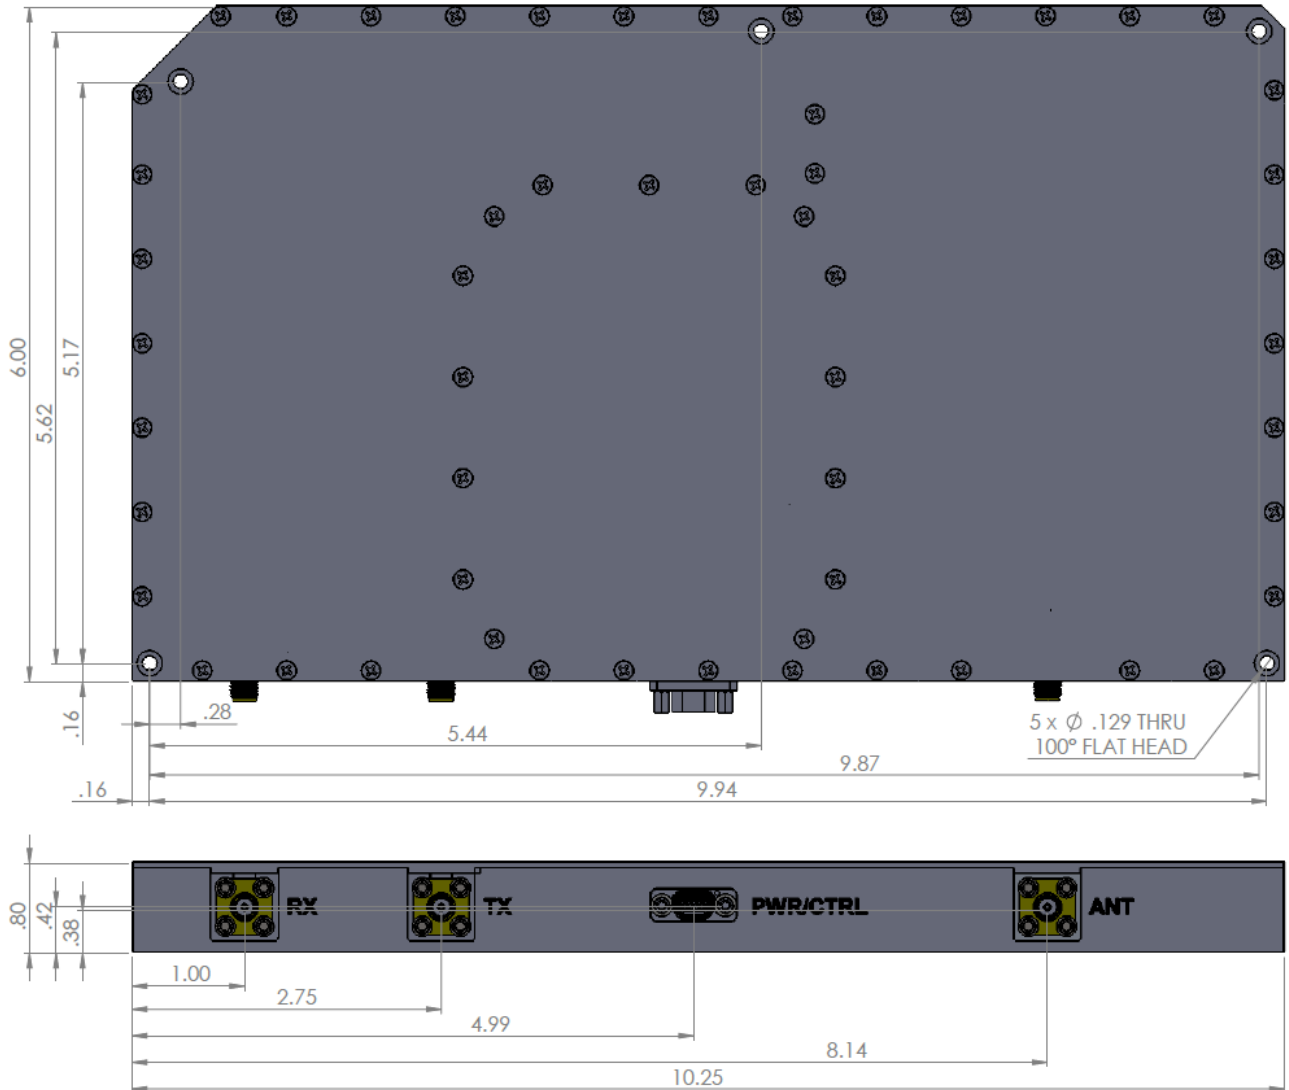 6.00
5.62
5.17
.16
.28
5.44
5 x Ø .129 THRU
100° FLAT HEAD
9.87
.16
9.94
.80
.42
.38
RX
TX
PWR/CTRL
ANT
1.00
2.75
4.99
8.14
10.25